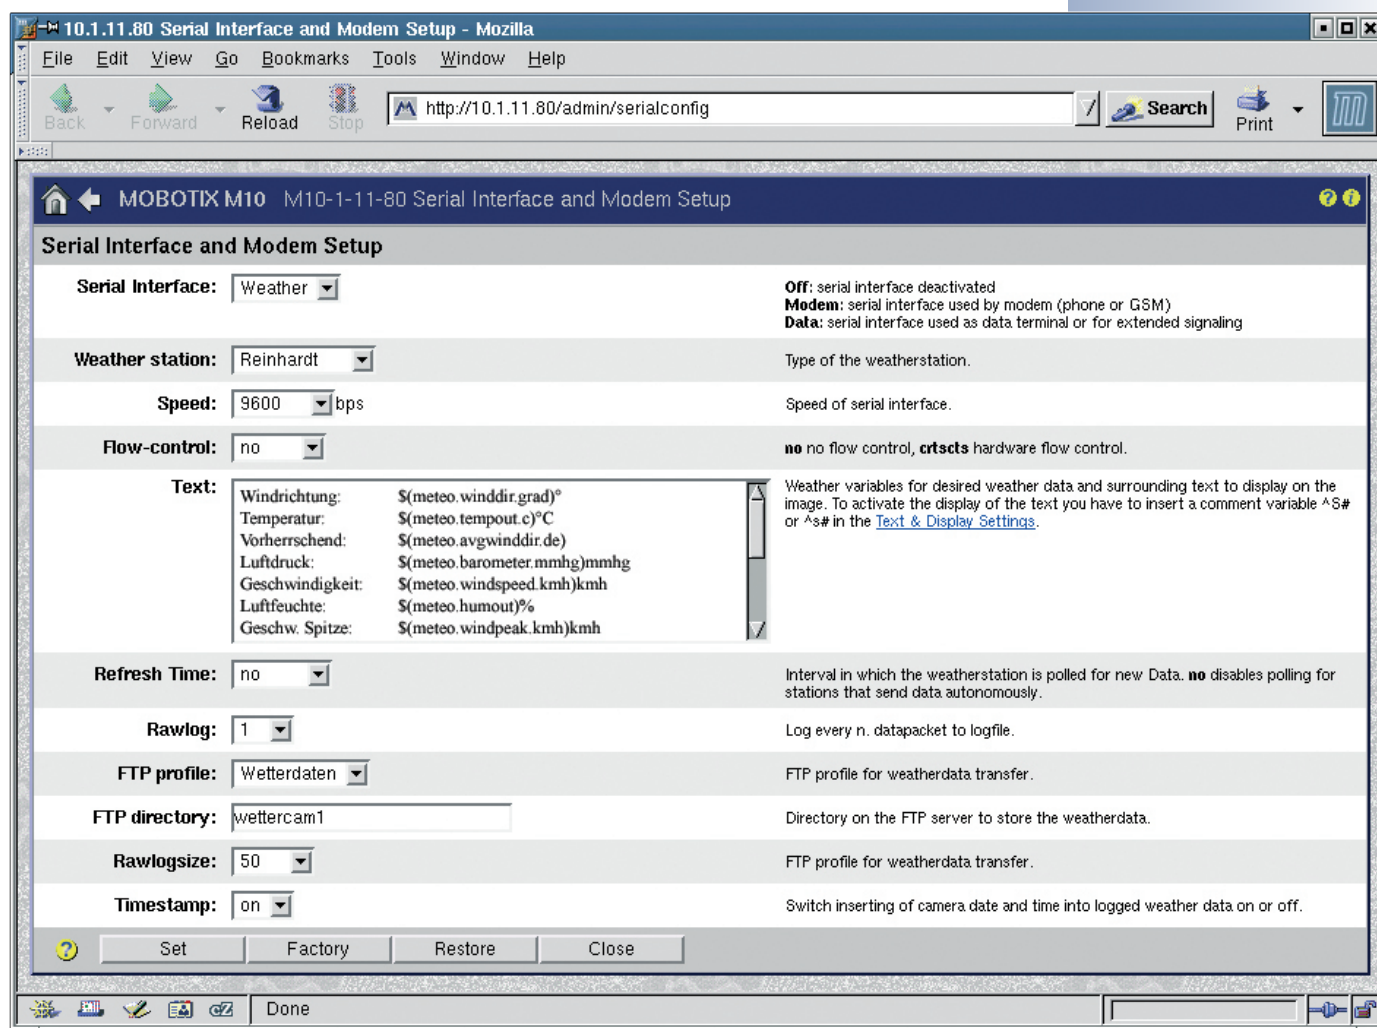 10.1.11.80 Serial Interface and Modem Setup - Mozilla
File Edit View Go Bookmarks Tools Window Help
Back Forward Reload Stop http://10.1.11.80/admin/serialconfig Search Print
MOBOTIX M10 M10-1-11-80 Serial Interface and Modem Setup
Serial Interface and Modem Setup
Serial Interface: Weather
Off: serial interface deactivated
Modem: serial interface used by modem (phone or GSM)
Data: serial interface used as data terminal or for extended signaling
Weather station: Reinhardt Type of the weatherstation.
Speed: 9600 bps Speed of serial interface.
Flow-control: no no no flow control, crtscts hardware flow control.
Text:
Windrichtung: $(meteo.winddir.grad)°
Temperatur: $(meteo.tempout.c)°C
Vorherrschend: $(meteo.avgwinddir.de)
Luftdruck: $(meteo.barometer.mmhg)mmhg
Geschwindigkeit: $(meteo.windspeed.kmh)kmh
Luftfeuchte: $(meteo.humout)%
Geschw. Spitze: $(meteo.windpeak.kmh)kmh
Weather variables for desired weather data and surrounding text to display on the
image. To activate the display of the text you have to insert a comment variable ^S#
or ^s# in the Text & Display Settings.
Refresh Time: no
Interval in which the weatherstation is polled for new Data. no disables polling for
stations that send data autonomously.
Rawlog: 1 Log every n. datapacket to logfile.
FTP profile: Wetterdaten FTP profile for weatherdata transfer.
FTP directory: wettercam1 Directory on the FTP server to store the weatherdata.
Rawlogsize: 50 FTP profile for weatherdata transfer.
Timestamp: on Switch inserting of camera date and time into logged weather data on or off.
? Set Factory Restore Close
Done